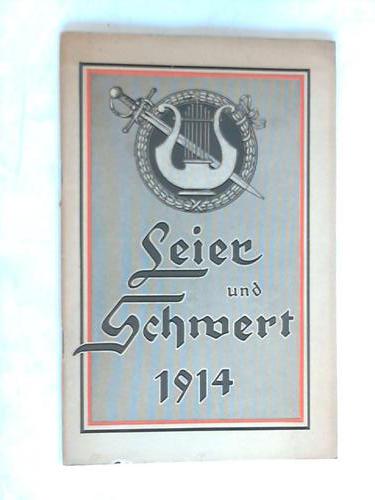 Leier
und
Schwert
1914